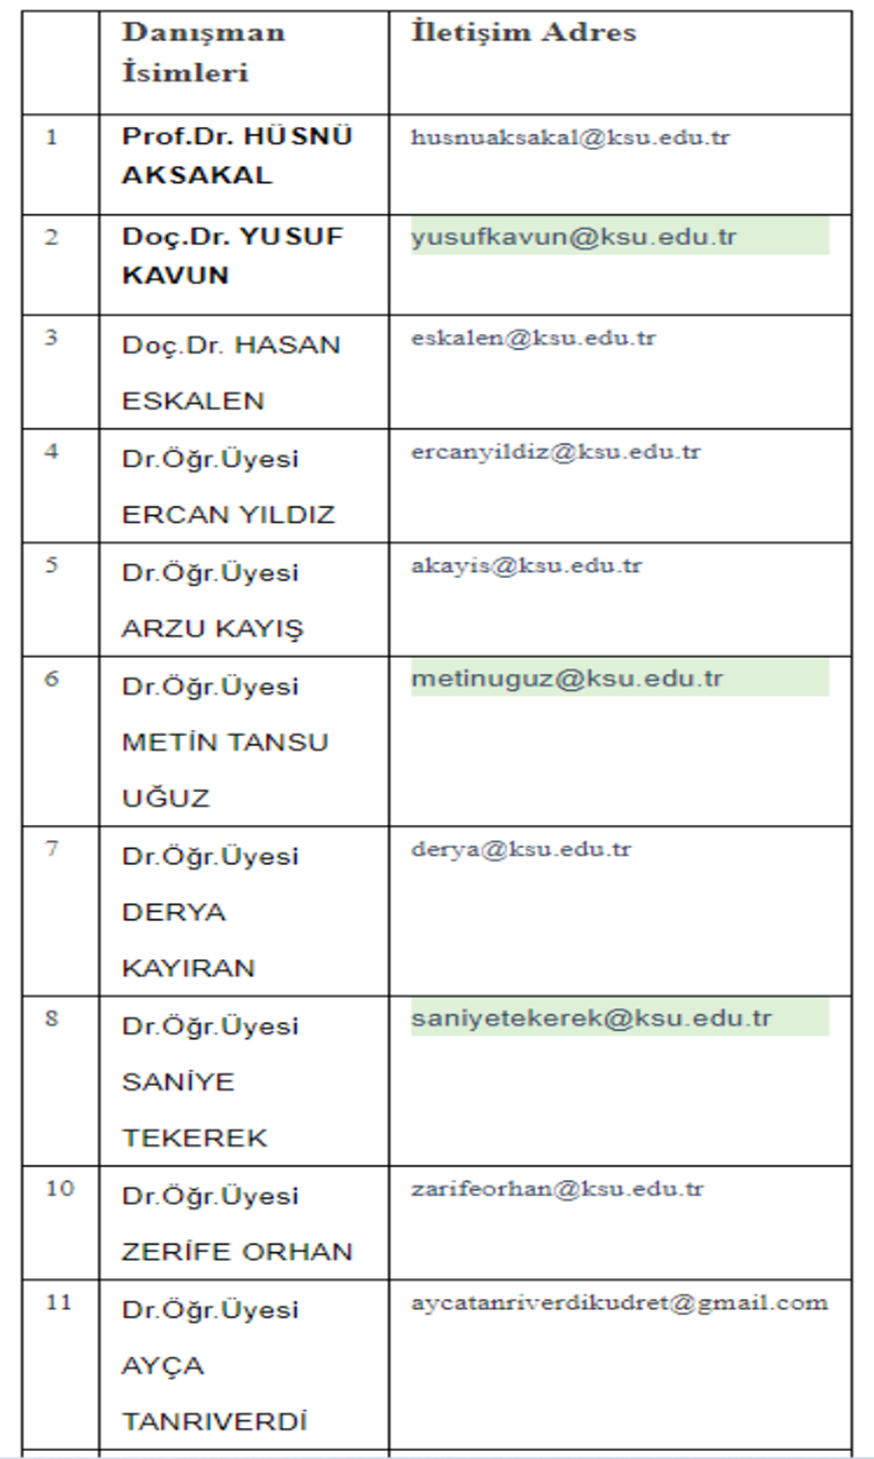 Danışman İletişim Adres
İsimleri
1 Prof.Dr. HÜSNÜ husnuaksakal@ksu.edu.tr
AKSAKAL
2 Doç.Dr. YUSUF yusufkavun@ksu.edu.tr
KAVUN
3 Doç.Dr. HASAN eskalen@ksu.edu.tr
ESKALEN
4 Dr.Öğr.Üyesi ercanyildiz@ksu.edu.tr
ERCAN YILDIZ
5 Dr.Öğr.Üyesi akayis@ksu.edu.tr
ARZU KAYIŞ
6 Dr.Öğr.Üyesi metinuguz@ksu.edu.tr
METİN TANSU
UĞUZ
7 Dr.Öğr.Üyesi derya@ksu.edu.tr
DERYA
KAYIRAN
8 Dr.Öğr.Üyesi saniyetekerek@ksu.edu.tr
SANİYE
TEKEREK
10 Dr.Öğr.Üyesi zarifeorhan@ksu.edu.tr
ZERİFE ORHAN
11 Dr.Öğr.Üyesi aycatanriverdikudret@gmail.com
AYÇA
TANRIVERDİ